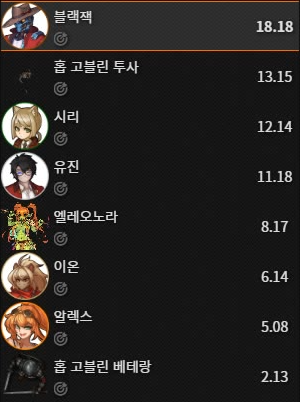 블랙잭
18.18
홉 고블린 투사
13.15
시리
12.14
유진
11.18
엘레오노라
8.17
이온
6.14
알렉스
5.08
홉 고블린 베테랑
2.13